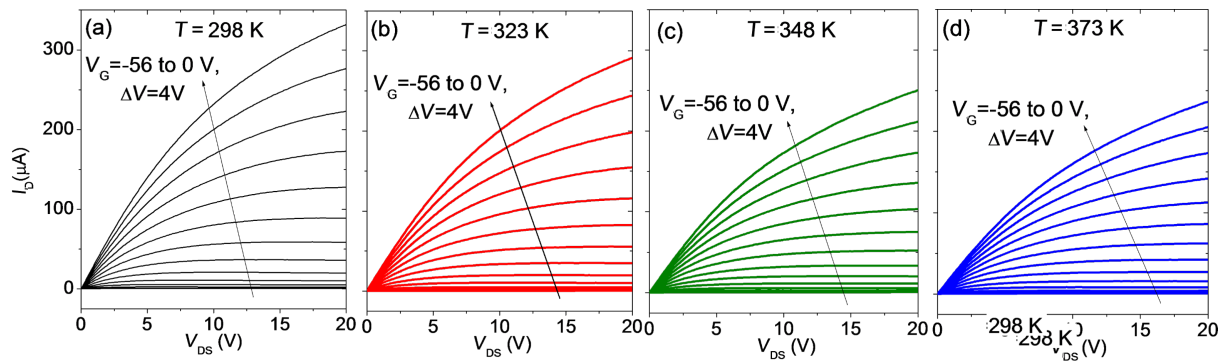 (a)
T = 298 K
V_G=-56 to 0 V,
ΔV=4V
300
200
100
0
I_D(μA)
0 5 10 15 20
V_DS (V)
(b)
T = 323 K
V_G=-56 to 0 V,
ΔV=4V
0 5 10 15 20
V_DS (V)
(c)
T = 348 K
V_G=-56 to 0 V,
ΔV=4V
0 5 10 15 20
V_DS (V)
(d)
T = 373 K
V_G=-56 to 0 V,
ΔV=4V
298 K
298 K
0 5 20
V_DS (V)